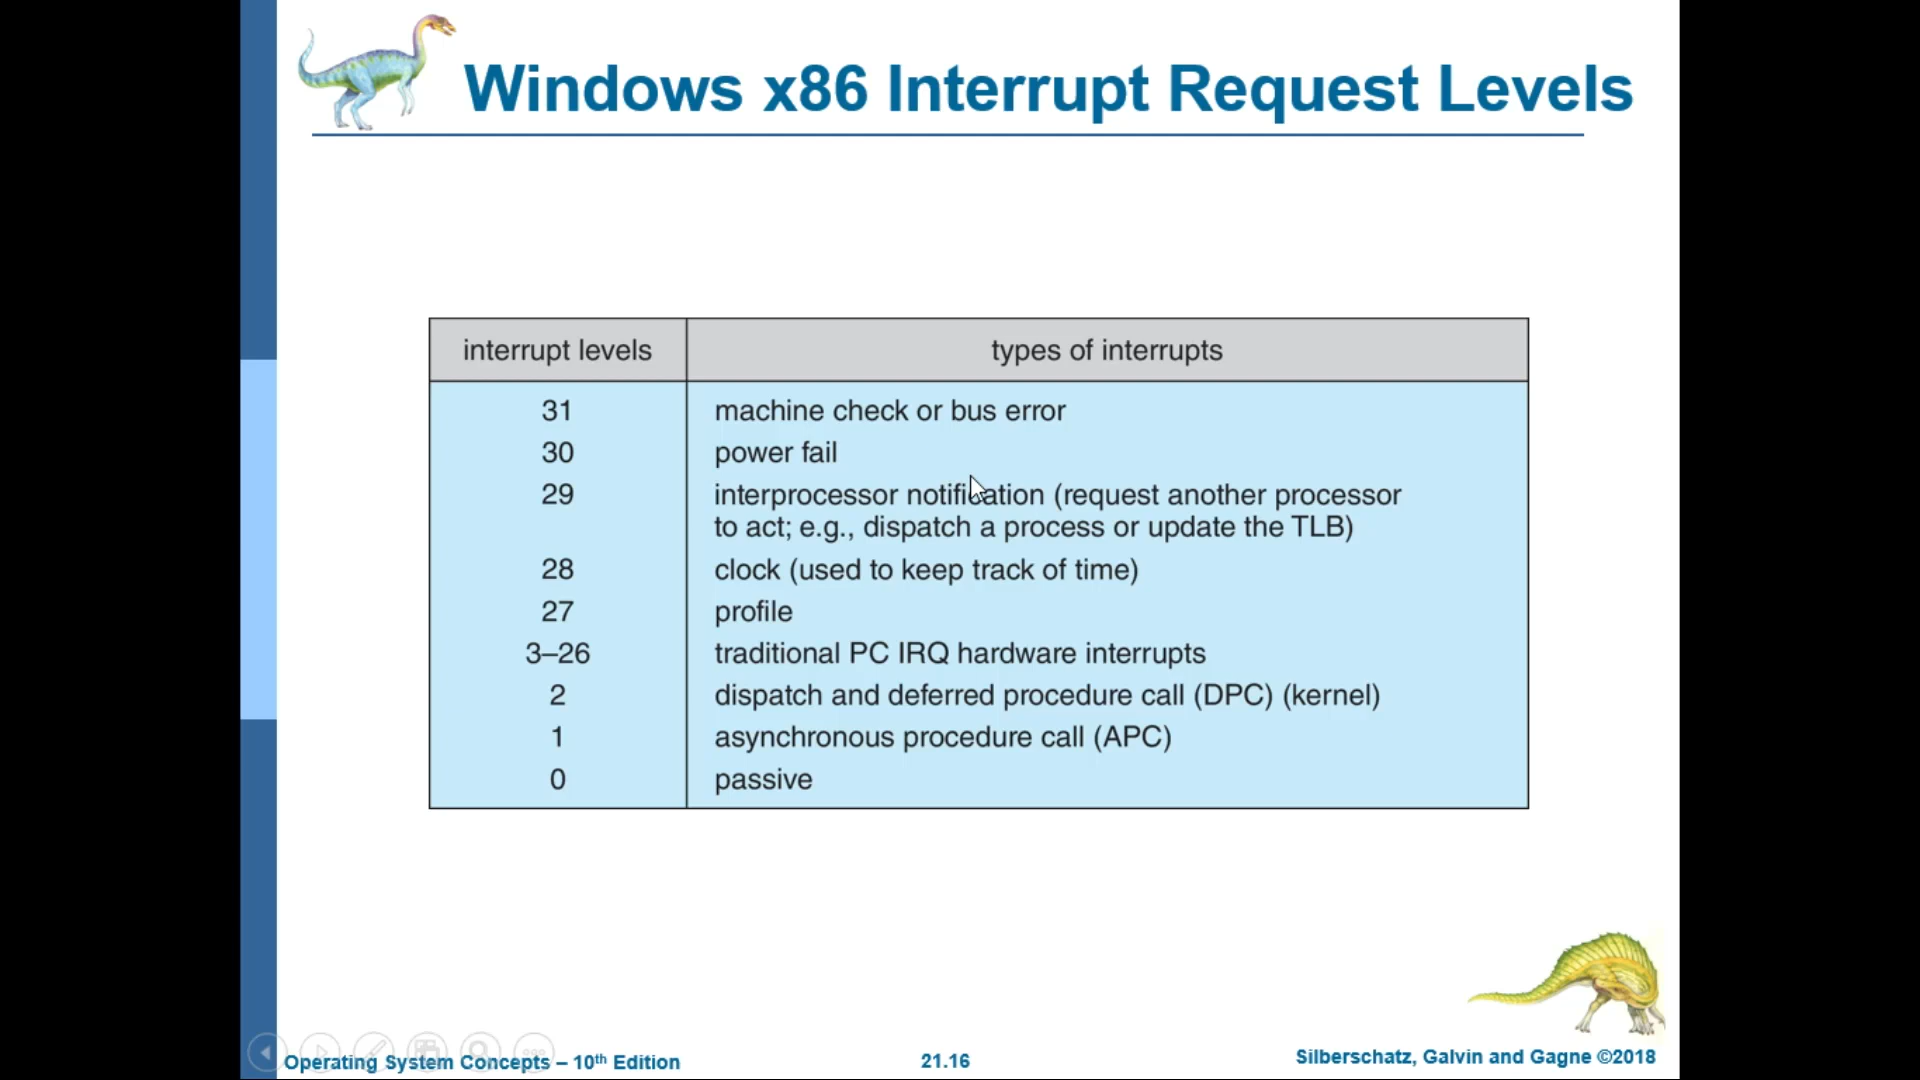 Windows x86 Interrupt Request Levels
interrupt levels types of interrupts
31 machine check or bus error
30 power fail
29 interprocessor notification (request another processor
to act; e.g., dispatch a process or update the TLB)
28 clock (used to keep track of time)
27 profile
3–26 traditional PC IRQ hardware interrupts
2 dispatch and deferred procedure call (DPC) (kernel)
1 asynchronous procedure call (APC)
0 passive
Operating System Concepts – 10th Edition 21.16 Silberschatz, Galvin and Gagne ©2018